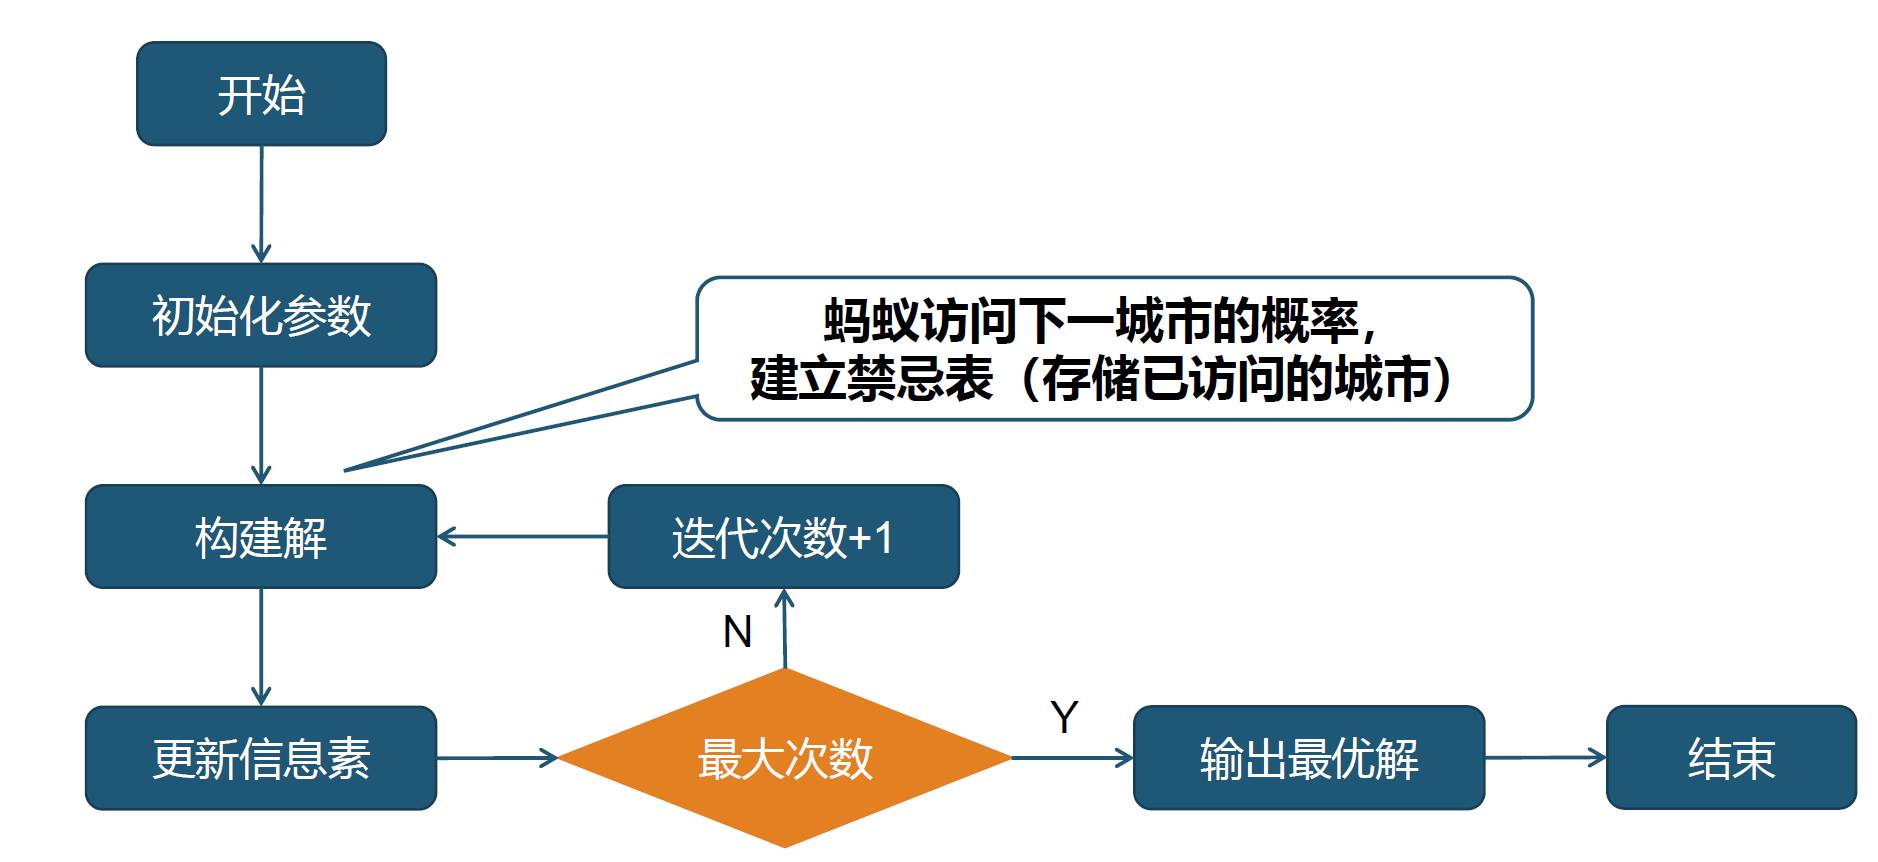 开始
初始化参数
蚂蚁访问下一城市的概率，
建立禁忌表（存储已访问的城市）
构建解
迭代次数+1
N
更新信息素
最大次数
Y
输出最优解
结束